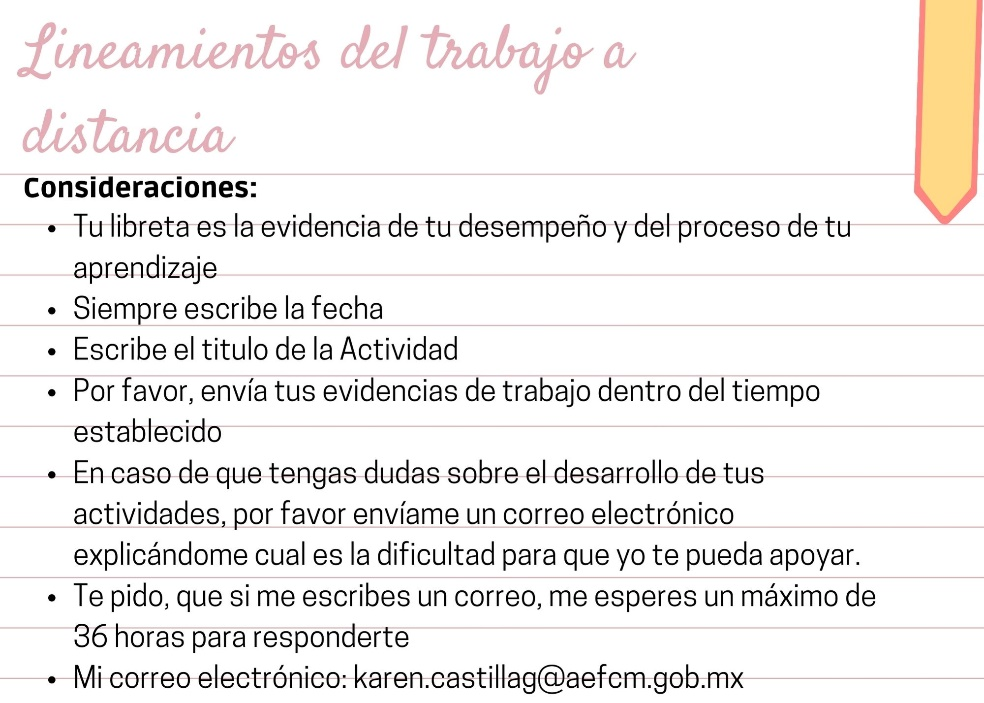 Lineamientos del trabajo a
distancia
Consideraciones:
• Tu libreta es la evidencia de tu desempeño y del proceso de tu
aprendizaje
• Siempre escribe la fecha
• Escribe el titulo de la Actividad
• Por favor, envía tus evidencias de trabajo dentro del tiempo
establecido
• En caso de que tengas dudas sobre el desarrollo de tus
actividades, por favor envíame un correo electrónico
explicándome cual es la dificultad para que yo te pueda apoyar.
• Te pido, que si me escribes un correo, me esperes un máximo de
36 horas para responderte
• Mi correo electrónico: karen.castillag@aefcm.gob.mx